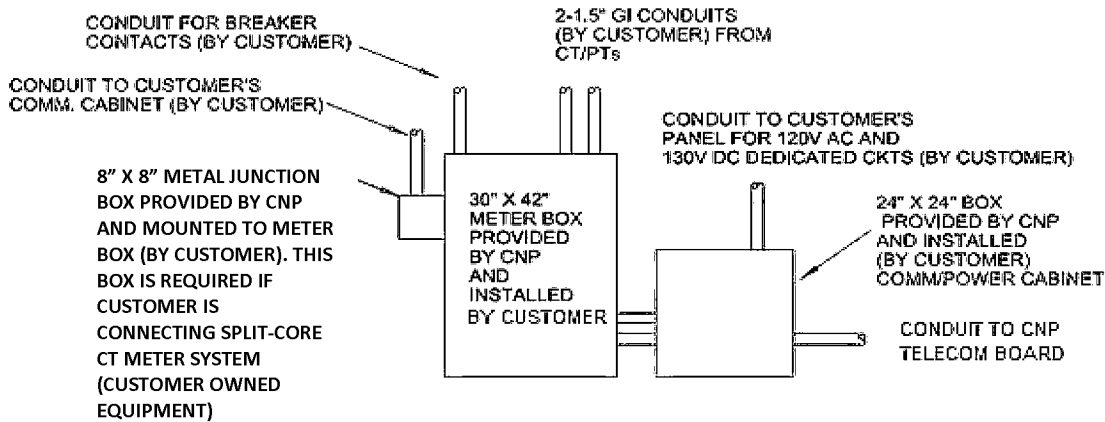 CONDUIT FOR BREAKER
CONTACTS (BY CUSTOMER)
2-1.5" GI CONDUITS
(BY CUSTOMER) FROM
CT/PTs
CONDUIT TO CUSTOMER'S
COMM. CABINET (BY CUSTOMER)
CONDUIT TO CUSTOMER'S
PANEL FOR 120V AC AND
130V DC DEDICATED CKTS (BY CUSTOMER)
8” X 8” METAL JUNCTION
BOX PROVIDED BY CNP
AND MOUNTED TO METER
BOX (BY CUSTOMER). THIS
BOX IS REQUIRED IF
CUSTOMER IS
CONNECTING SPLIT-CORE
CT METER SYSTEM
(CUSTOMER OWNED
EQUIPMENT)
30" X 42"
METER BOX
PROVIDED
BY CNP
AND
INSTALLED
BY CUSTOMER
24" X 24" BOX
PROVIDED BY CNP
AND INSTALLED
(BY CUSTOMER)
COMM/POWER CABINET
CONDUIT TO CNP
TELECOM BOARD